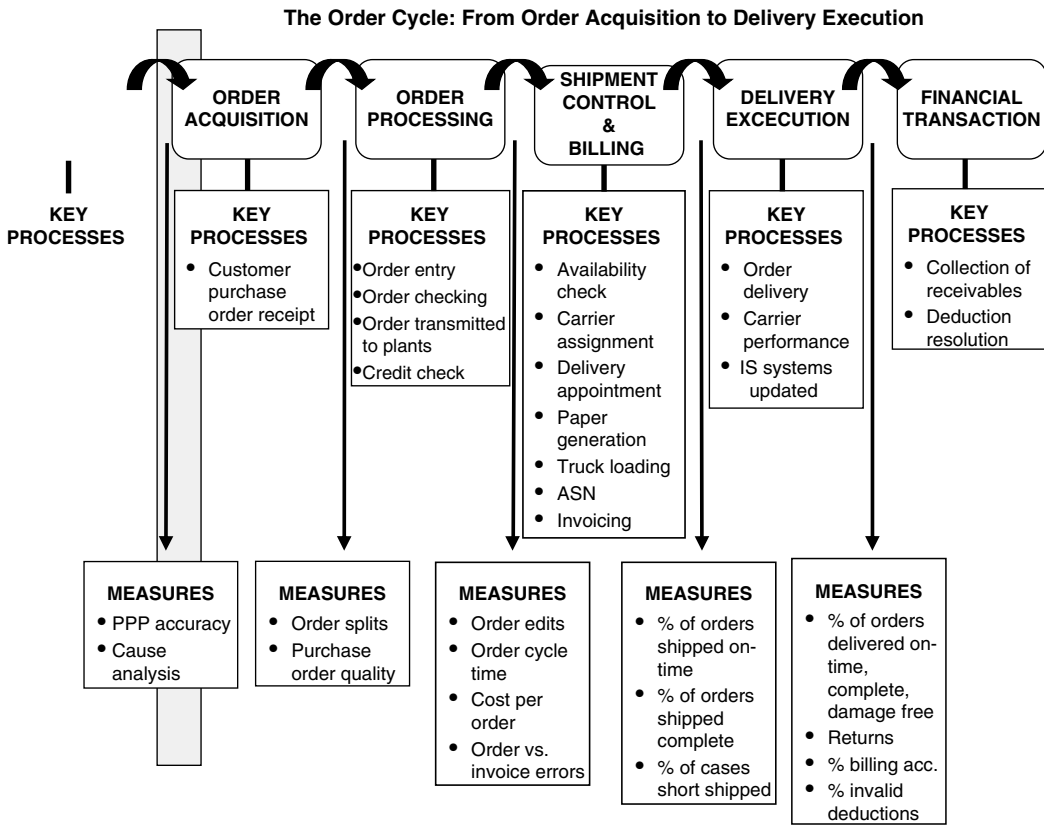 The Order Cycle: From Order Acquisition to Delivery Execution
ORDER
ACQUISITION
ORDER
PROCESSING
SHIPMENT
CONTROL
&
BILLING
DELIVERY
EXCECUTION
FINANCIAL
TRANSACTION
KEY
PROCESSES
KEY
PROCESSES
• Customer
purchase
order receipt
KEY
PROCESSES
•Order entry
•Order checking
•Order transmitted
to plants
•Credit check
KEY
PROCESSES
• Availability
check
• Carrier
assignment
• Delivery
appointment
• Paper
generation
• Truck loading
• ASN
• Invoicing
KEY
PROCESSES
• Order
delivery
• Carrier
performance
• IS systems
updated
KEY
PROCESSES
• Collection of
receivables
• Deduction
resolution
MEASURES
• PPP accuracy
• Cause
analysis
MEASURES
• Order splits
• Purchase
order quality
MEASURES
• Order edits
• Order cycle
time
• Cost per
order
• Order vs.
invoice errors
MEASURES
• % of orders
shipped on-
time
• % of orders
shipped
complete
• % of cases
short shipped
MEASURES
• % of orders
delivered on-
time,
complete,
damage free
• Returns
• % billing acc.
• % invalid
deductions